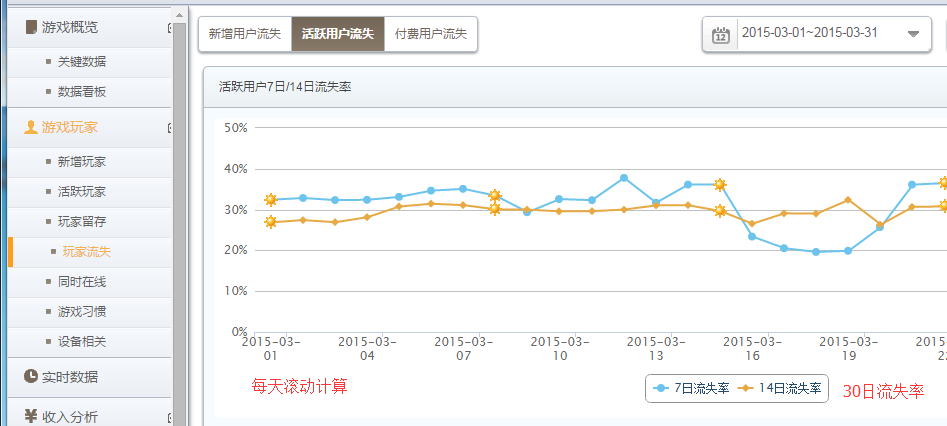 游戏概览
关键数据
数据看板
游戏玩家
新增玩家
活跃玩家
玩家留存
玩家流失
同时在线
游戏习惯
设备相关
实时数据
收入分析
新增用户流失 活跃用户流失 付费用户流失
12 2015-03-01~2015-03-31
活跃用户7日/14日流失率
50%
40%
30%
20%
10%
0%
2015-03-01 2015-03-04 2015-03-07 2015-03-10 2015-03-13 2015-03-16 2015-03-19 2015-
每天滚动计算
7日流失率 14日流失率
30日流失率